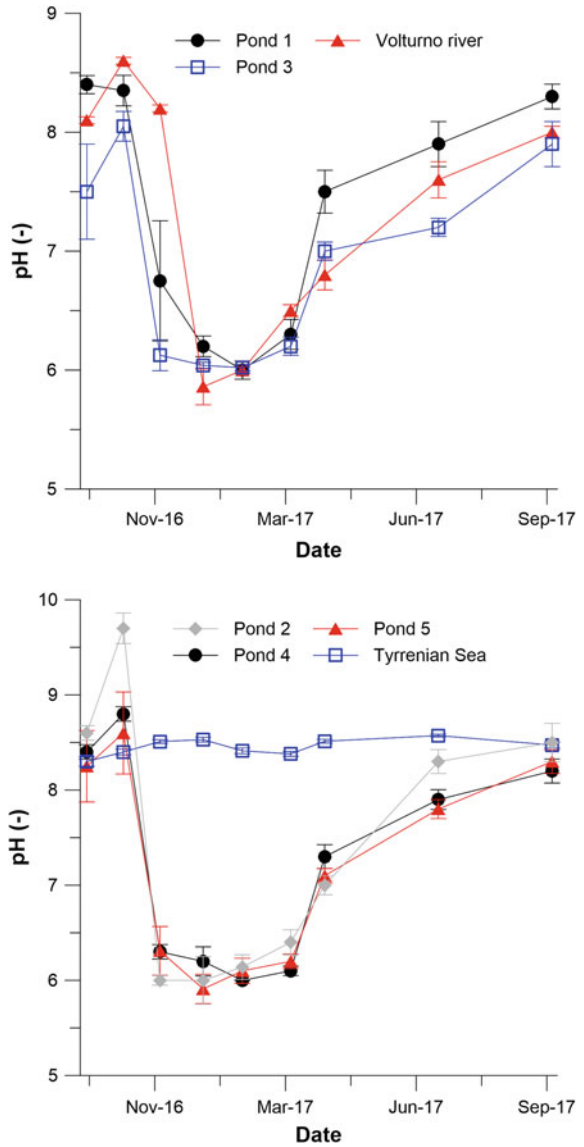 Pond 1 Volturno river
Pond 3
9
8
7
6
5
pH (-)
Nov-16 Mar-17 Jun-17 Sep-17
Date
Pond 2 Pond 5
Pond 4 Tyrrenian Sea
10
9
8
7
6
5
pH (-)
Nov-16 Mar-17 Jun-17 Sep-17
Date